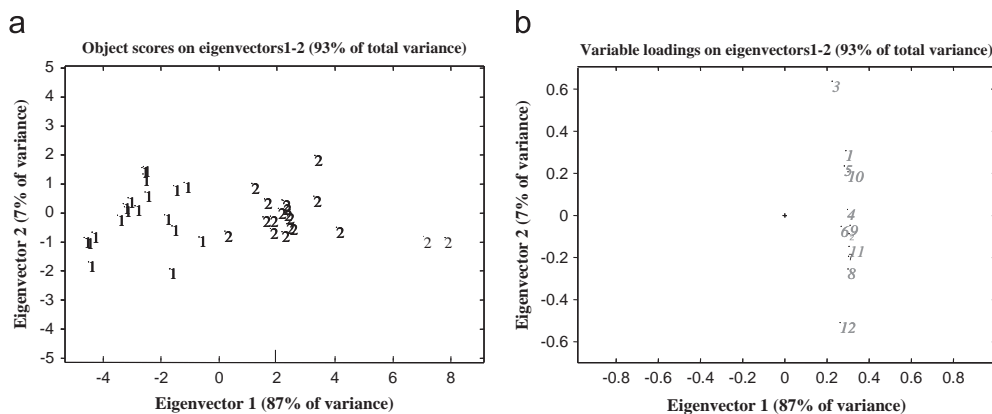 a
Object scores on eigenvectors1-2 (93% of total variance)
5
4
3
2
1
0
-1
-2
-3
-4
-5
-4 -2 0 2 4 6 8
Eigenvector 2 (7% of variance)
Eigenvector 1 (87% of variance)
b
Variable loadings on eigenvectors1-2 (93% of total variance)
0.6
0.4
0.2
0
-0.2
-0.4
-0.6
3
1
5
10
4
6
9
2
11
8
12
-0.8 -0.6 -0.4 -0.2 0 0.2 0.4 0.6 0.8
Eigenvector 2 (7% of variance)
Eigenvector 1 (87% of variance)